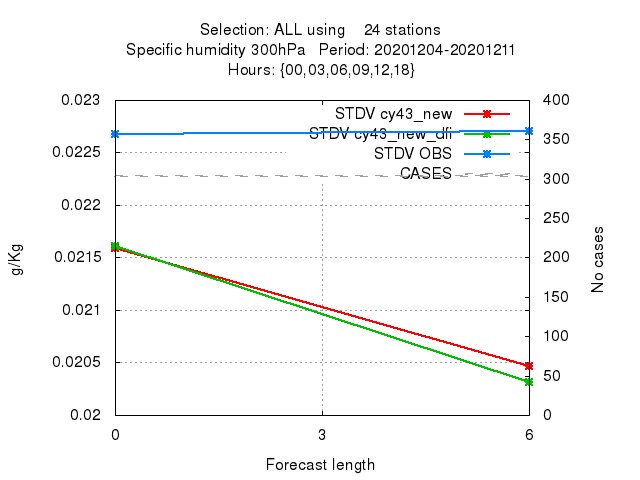 Selection: ALL using 24 stations
Specific humidity 300hPa Period: 20201204-20201211
Hours: {00,03,06,09,12,18}
0.023
0.0225
0.022
0.0215
0.021
0.0205
0.02
g/Kg
STDV cy43_new
STDV cy43_new_dfi
STDV OBS
CASES
400
350
300
250
200
150
100
50
0
No cases
0
3
6
Forecast length